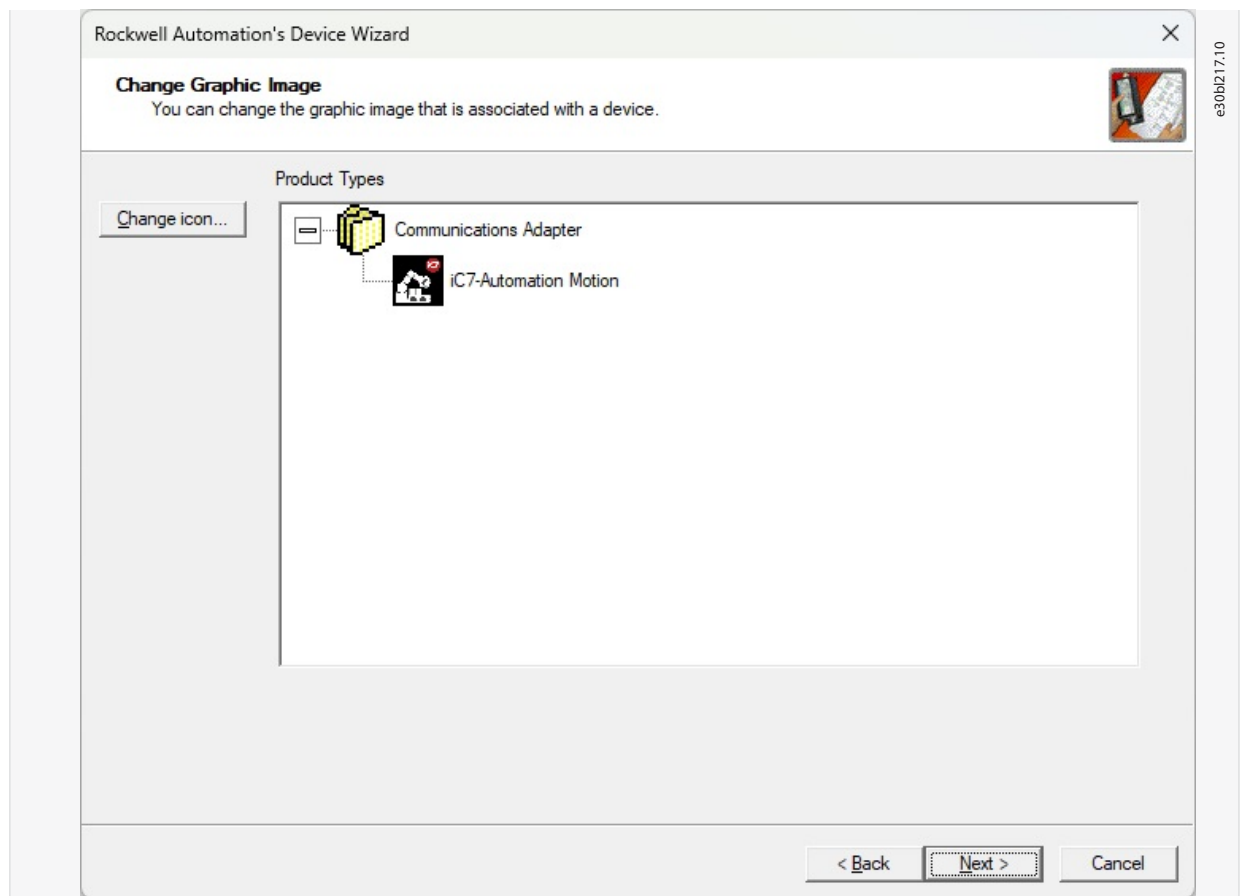 Rockwell Automation's Device Wizard
Change Graphic Image
You can change the graphic image that is associated with a device.
e30bl217.10
Product Types
Change icon...
Communications Adapter
iC7-Automation Motion
< Back
Next >
Cancel